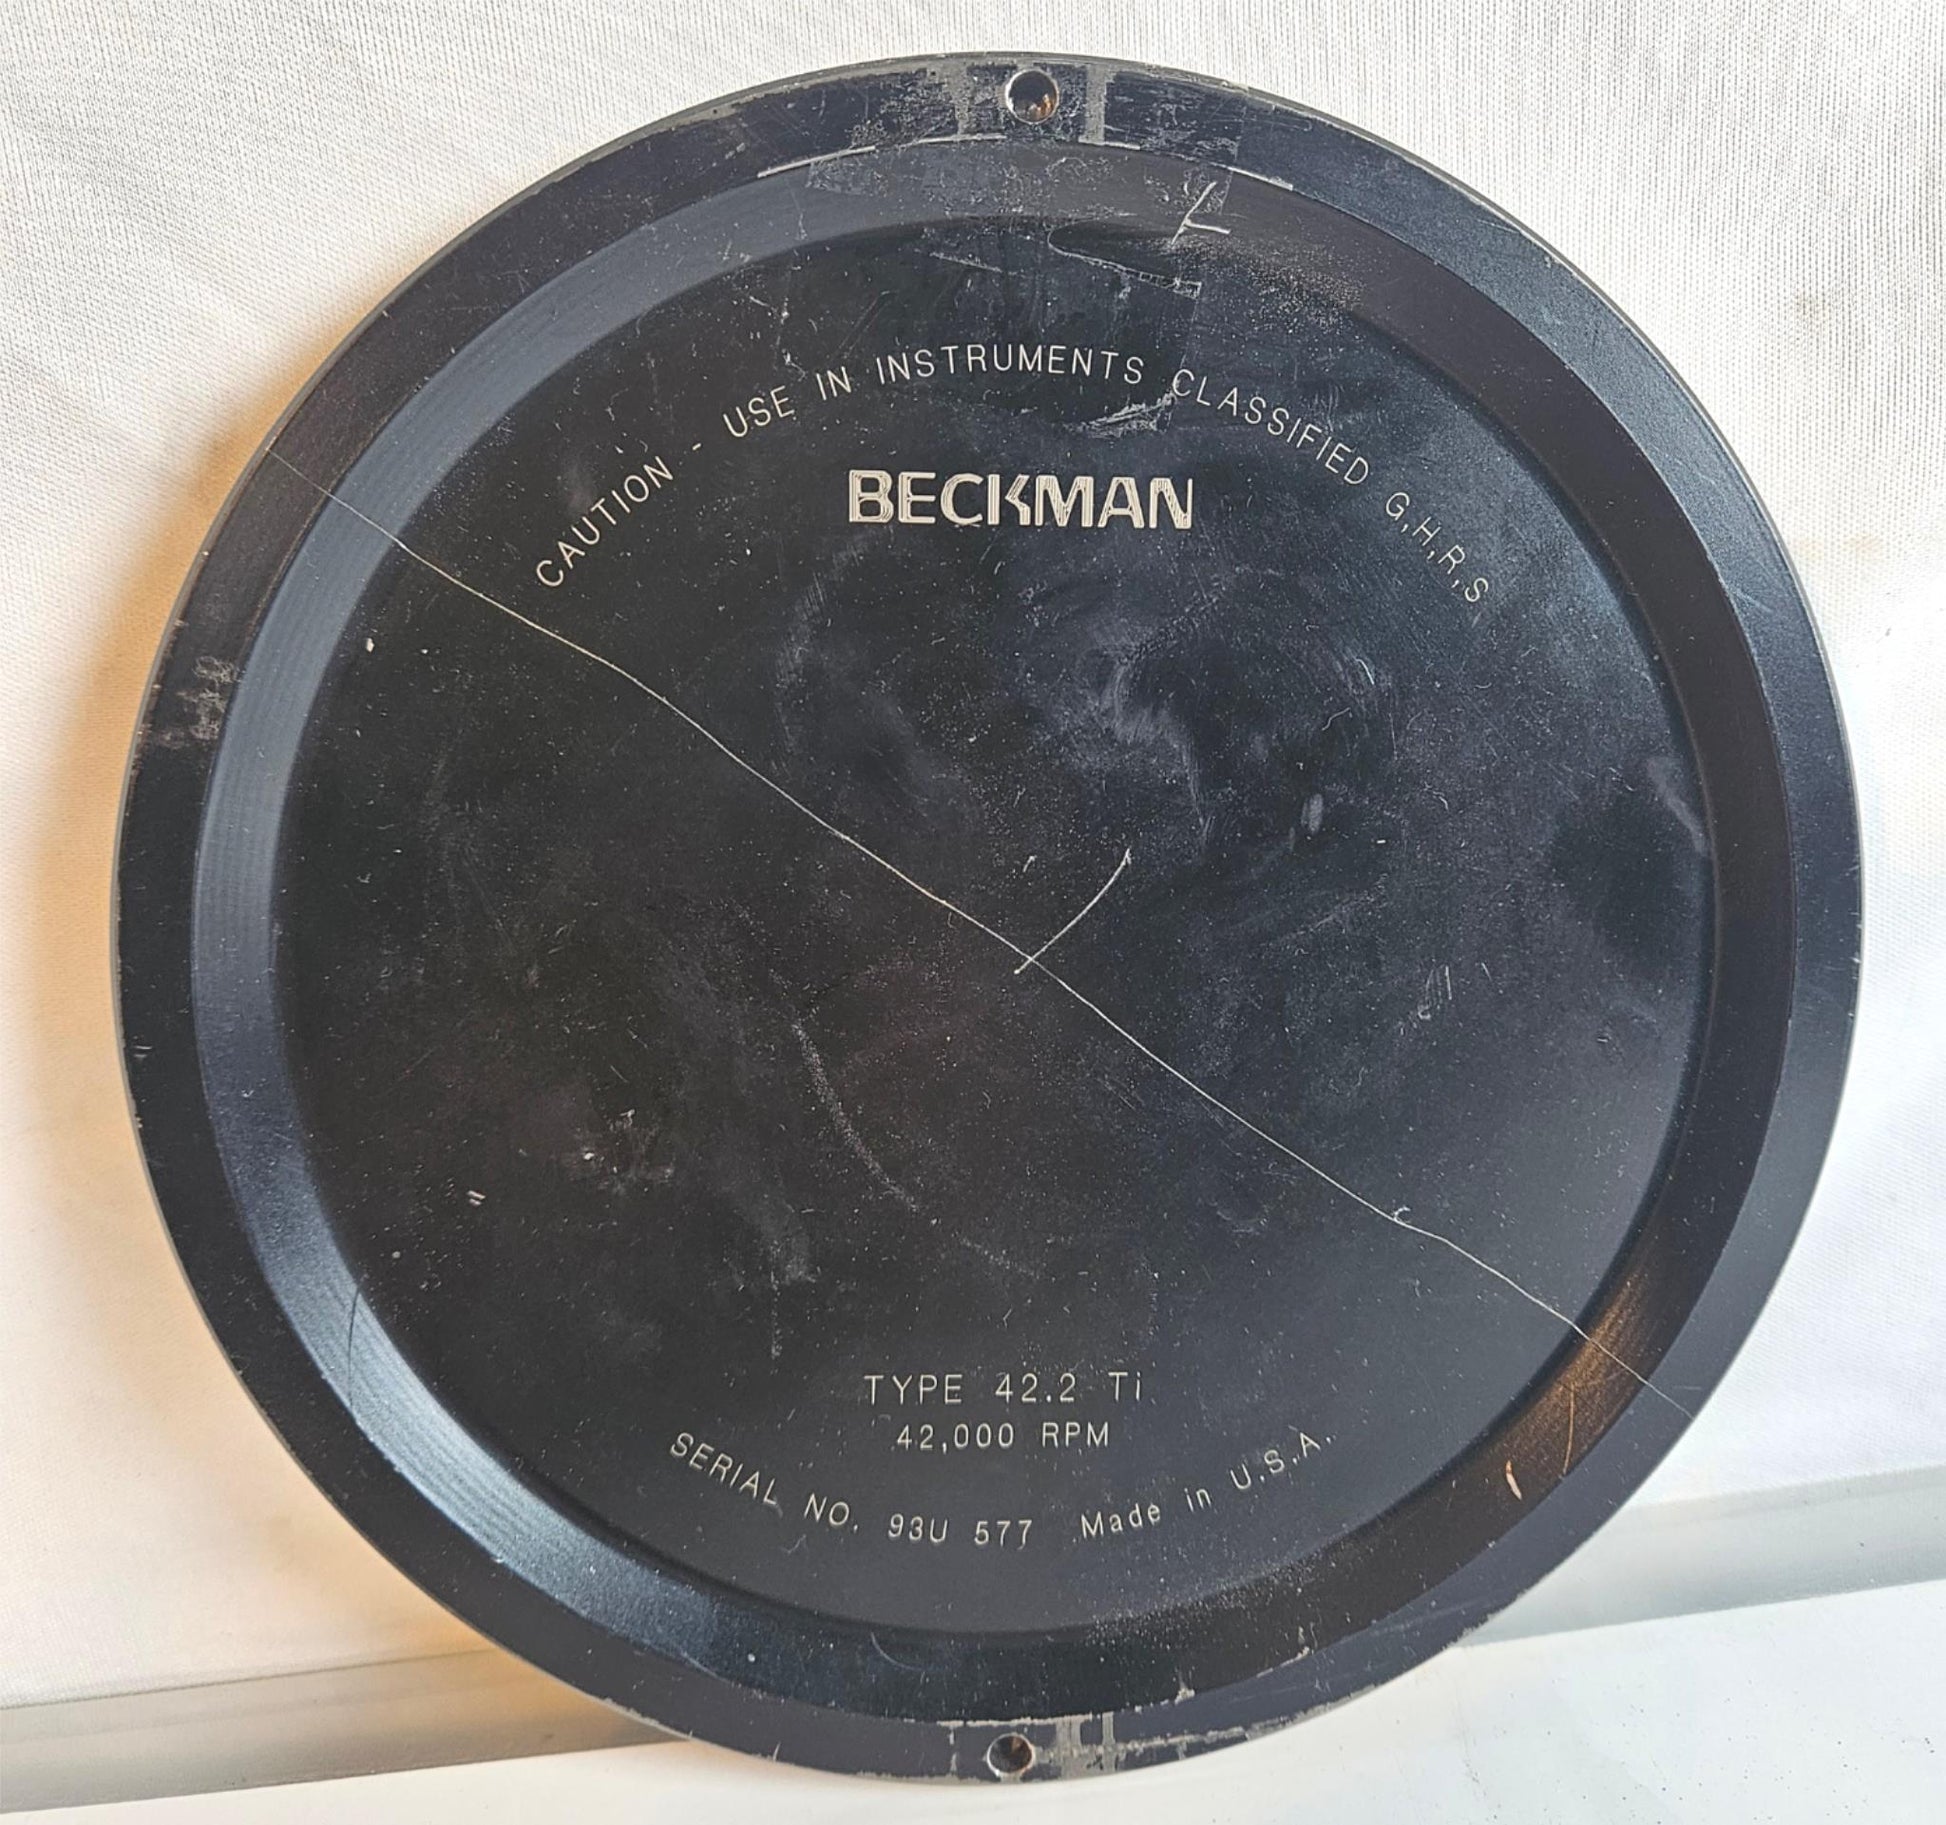 CAUTION - USE IN INSTRUMENTS CLASSIFIED G,H,R,S
BECKMAN
TYPE 42.2 Ti
42,000 RPM
SERIAL NO. 93U 577 Made in U.S.A.